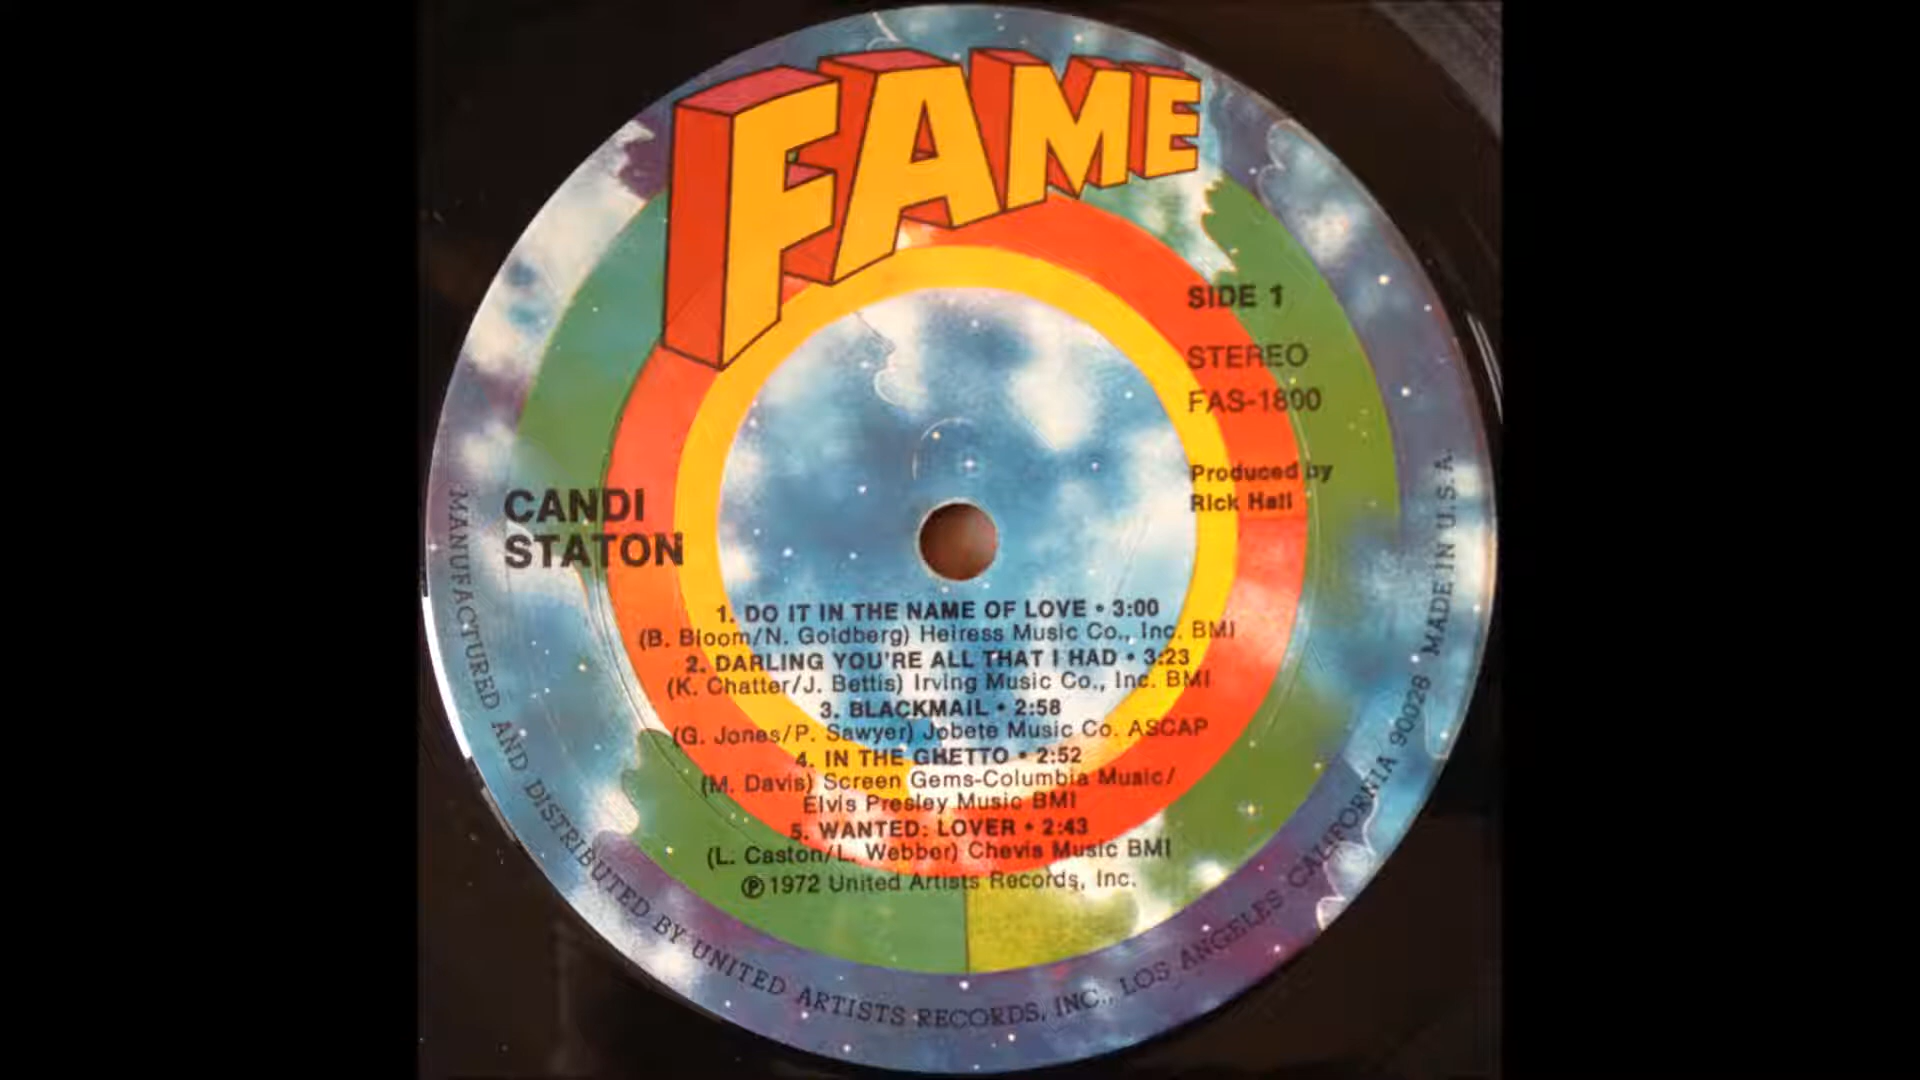 FAME
SIDE 1
STEREO
FAS-1800
Produced by
Rick Hall
CANDI
STATON
1. DO IT IN THE NAME OF LOVE • 3:00
(B. Bloom/N. Goldberg) Heiress Music Co., Inc. BMI
2. DARLING YOU'RE ALL THAT I HAD • 3:23
(K. Chatter/J. Bettis) Irving Music Co., Inc. BMI
3. BLACKMAIL • 2:58
(G. Jones/P. Sawyer) Jobete Music Co. ASCAP
4. IN THE GHETTO • 2:52
(M. Davis) Screen Gems-Columbia Music/
Elvis Presley Music BMI
5. WANTED: LOVER • 2:43
(L. Caston/L. Webber) Chevis Music BMI
℗ 1972 United Artists Records, Inc.
MANUFACTURED AND DISTRIBUTED BY UNITED ARTISTS RECORDS, INC., LOS ANGELES CALIFORNIA 90028 • MADE IN U.S.A.